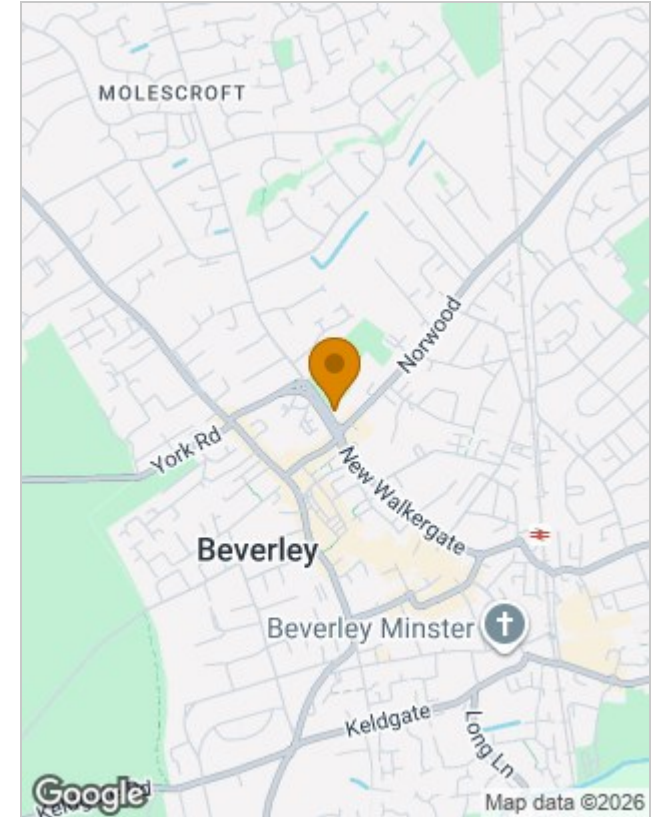 MOLESCROFT
Norwood
York Rd
New Walkergate
Beverley
Beverley Minster
Keldgate
Long Ln
Google
Map data ©2026